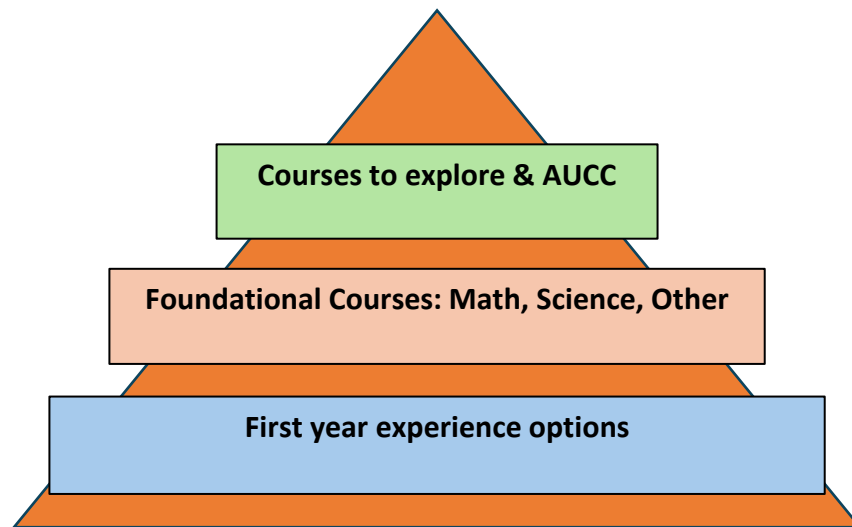 Courses to explore & AUCC
Foundational Courses: Math, Science, Other
First year experience options